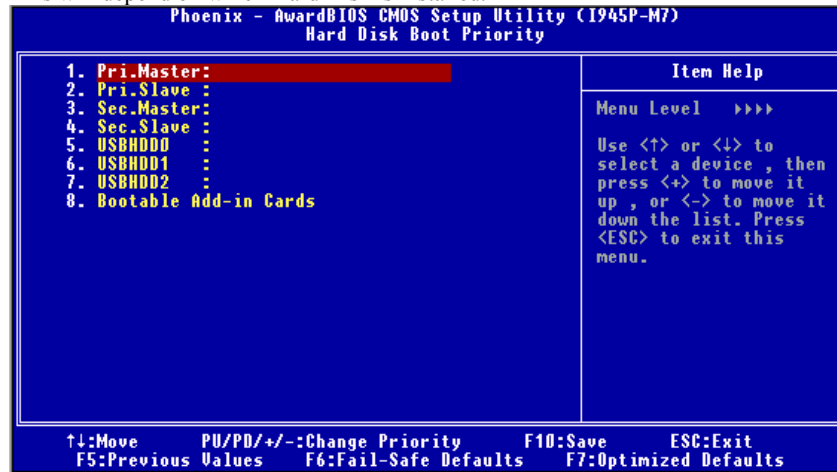 Phoenix - AwardBIOS CMOS Setup Utility (I945P-M7)
Hard Disk Boot Priority
1. Pri.Master:
2. Pri.Slave :
3. Sec.Master:
4. Sec.Slave :
5. USBHDD0 :
6. USBHDD1 :
7. USBHDD2 :
8. Bootable Add-in Cards
Item Help
Menu Level ►►►►
Use <↑> or <↓> to
select a device , then
press <+> to move it
up , or <-> to move it
down the list. Press
<ESC> to exit this
menu.
↑↓:Move PU/PD/+/-:Change Priority F10:Save ESC:Exit
F5:Previous Values F6:Fail-Safe Defaults F7:Optimized Defaults